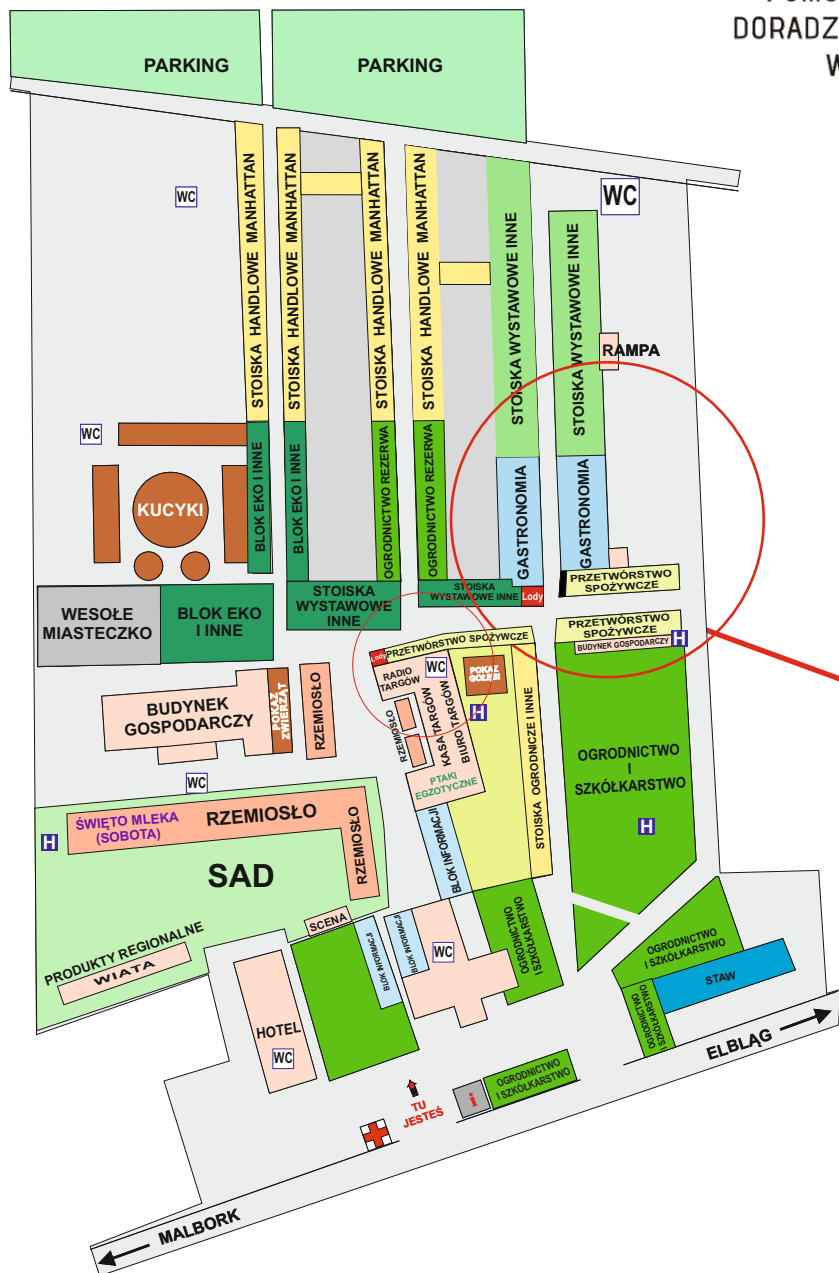 DORADZ
W
PARKING
PARKING
WC
WC
STOISKA HANDLOWE MANHATTAN
STOISKA HANDLOWE MANHATTAN
STOISKA HANDLOWE MANHATTAN
STOISKA HANDLOWE MANHATTAN
STOISKA WYSTAWOWE INNE
STOISKA WYSTAWOWE INNE
RAMPA
WC
KUCYKI
BLOK EKO I INNE
BLOK EKO I INNE
OGRODNICTWO REZERWA
OGRODNICTWO REZERWA
GASTRONOMIA
GASTRONOMIA
PRZETWÓRSTWO
SPOŻYWCZE
WESOŁE
MIASTECZKO
BLOK EKO
I INNE
STOISKA
WYSTAWOWE
INNE
STOISKA
WYSTAWOWE INNE
Lody
PRZETWÓRSTWO
SPOŻYWCZE
BUDYNEK GOSPODARCZY
H
Lody
PRZETWÓRSTWO SPOŻYWCZE
RADIO
TARGÓW
WC
POKAZ
GOŁĘBI
H
BUDYNEK
GOSPODARCZY
POKAZ
ZWIERZĄT
RZEMIOSŁO
RZEMIOSŁO
KASA TARGÓW
BIURO TARGÓW
STOISKA OGRODNICZE I INNE
OGRODNICTWO
I
SZKÓŁKARSTWO
H
WC
PTAKI
EGZOTYCZNE
H
ŚWIĘTO MLEKA
(SOBOTA)
RZEMIOSŁO
RZEMIOSŁO
SAD
BLOK INFORMACJI
SCENA
PRODUKTY REGIONALNE
WIATA
BLOK INFORMACJI
BLOK INFORMACJI
WC
OGRODNICTWO
I SZKÓŁKARSTWO
OGRODNICTWO
I SZKÓŁKARSTWO
STAW
OGRODNICTWO
I SZKÓŁKARSTWO
HOTEL
WC
ELBLĄG
TU
JESTEŚ
i
OGRODNICTWO
I SZKÓŁKARSTWO
MALBORK